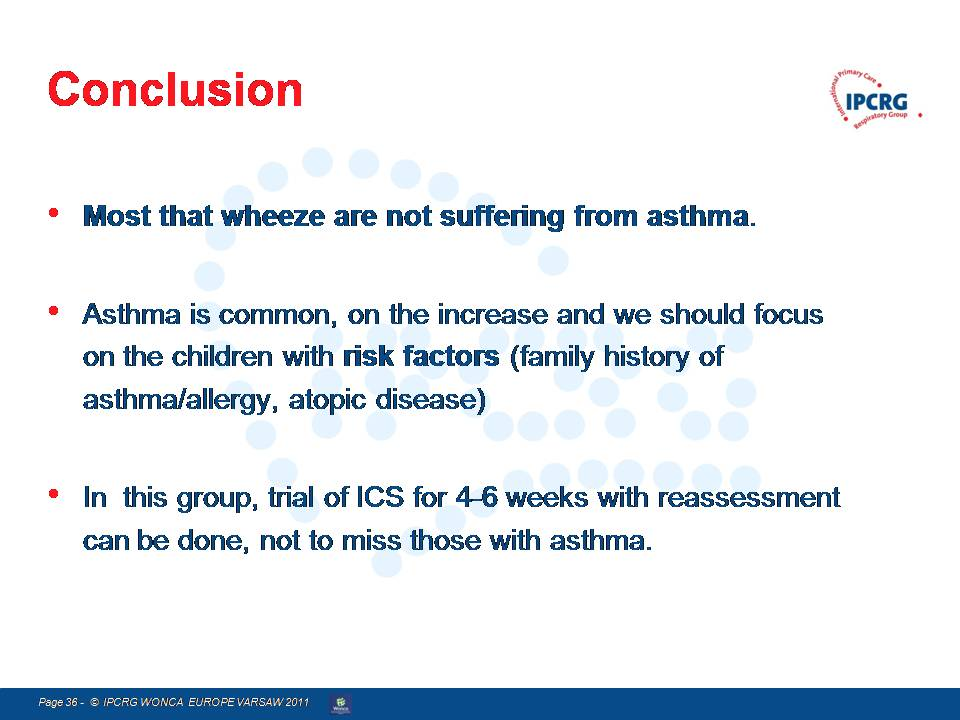 Conclusion
International Primary Care
IPCRG
Respiratory Group
• Most that wheeze are not suffering from asthma.
• Asthma is common, on the increase and we should focus
on the children with risk factors (family history of
asthma/allergy, atopic disease)
• In this group, trial of ICS for 4-6 weeks with reassessment
can be done, not to miss those with asthma.
Page 36 - © IPCRG WONCA EUROPE VARSAW 2011
Wonca